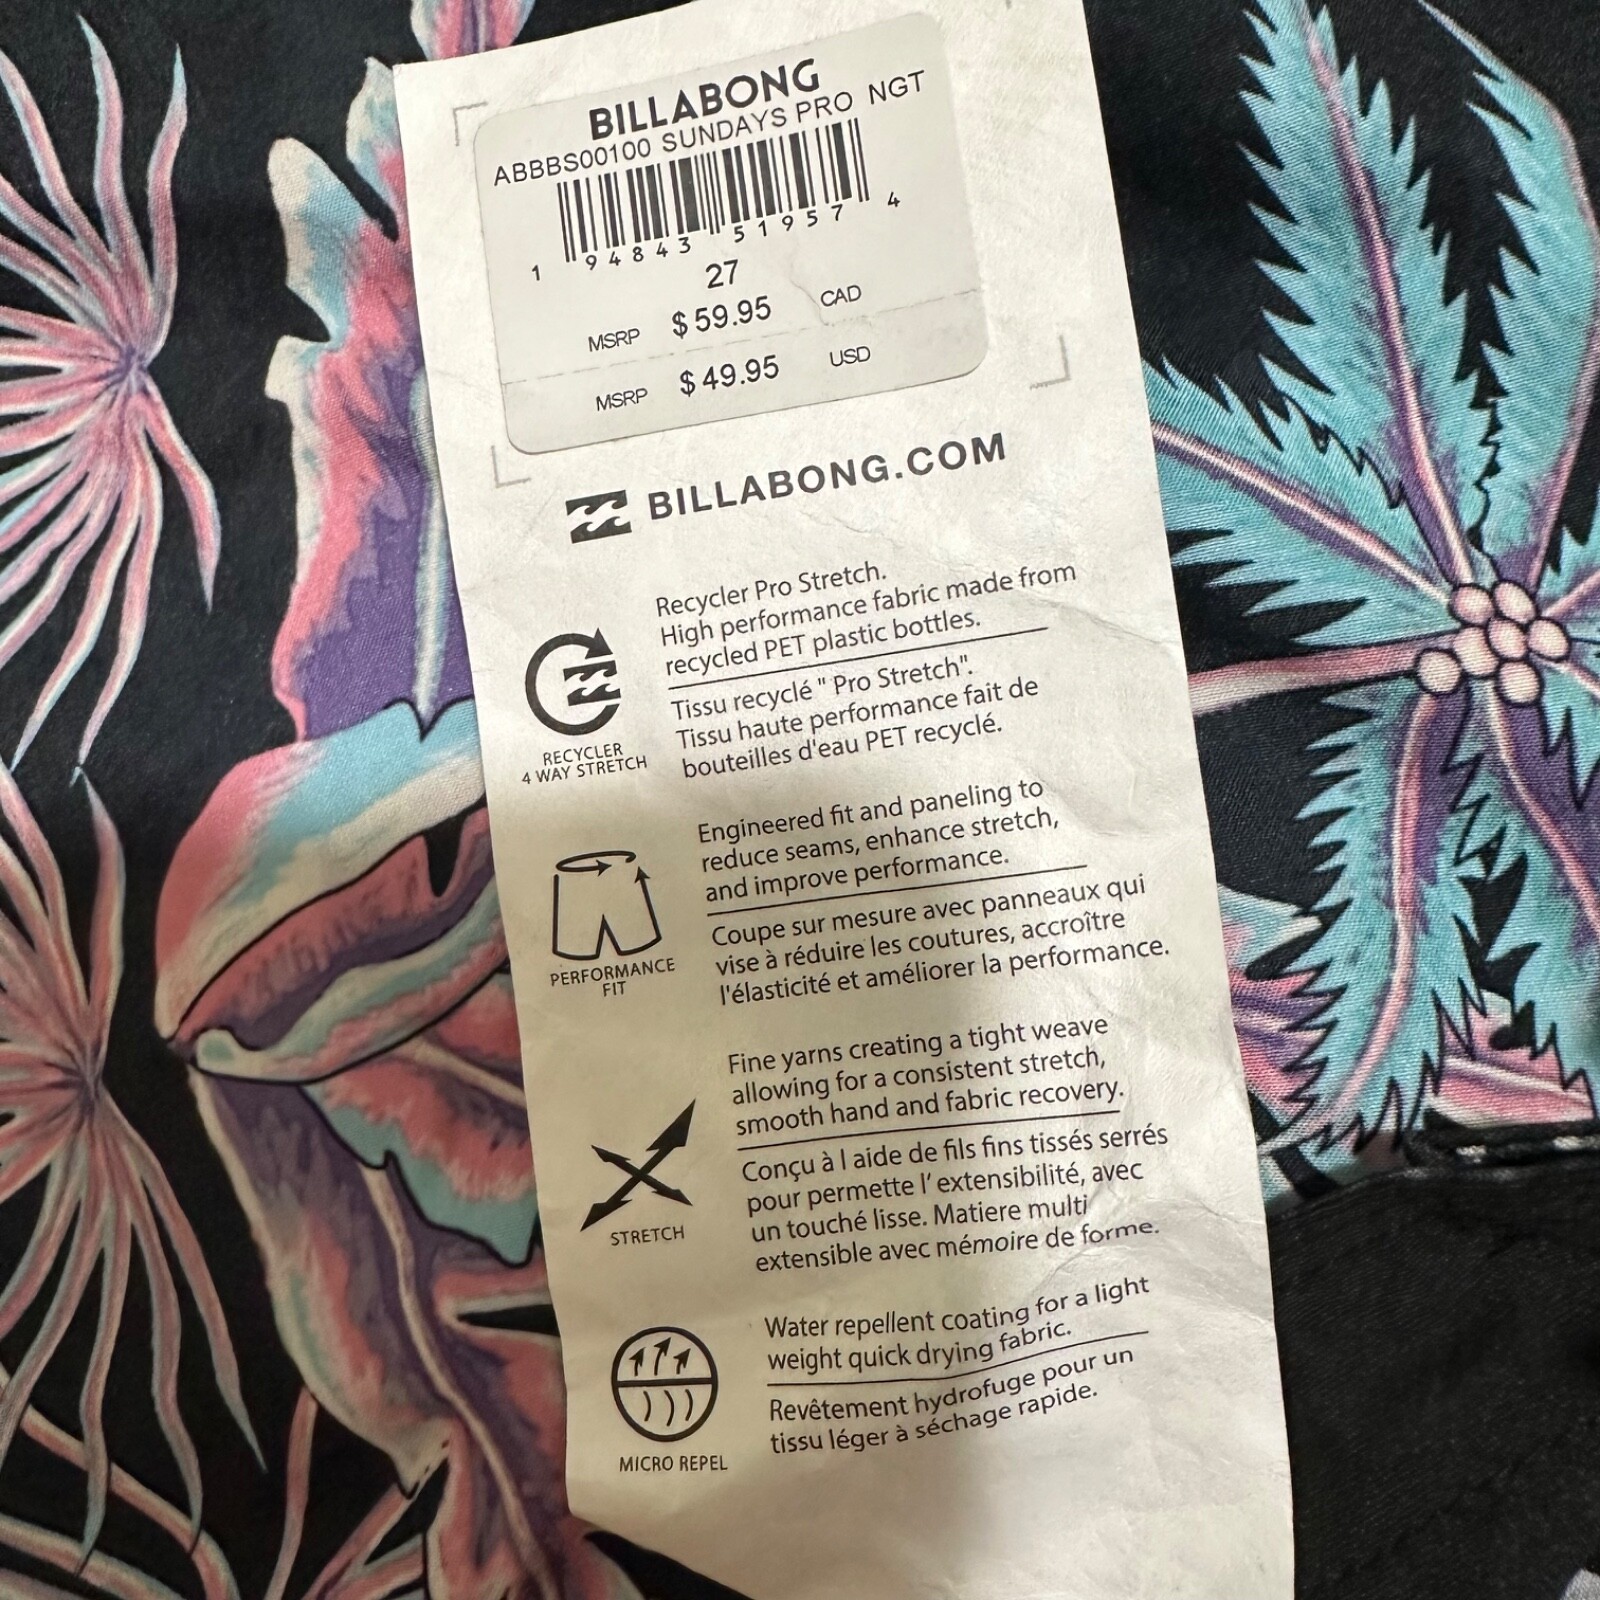 BILLABONG
ABBBS00100 SUNDAYS PRO NGT
1 94843 51957 4
27
MSRP $59.95 CAD
MSRP $49.95 USD
BILLABONG.COM
Recycler Pro Stretch.
High performance fabric made from
recycled PET plastic bottles.
Tissu recyclé " Pro Stretch".
Tissu haute performance fait de
bouteilles d'eau PET recyclé.
RECYCLER
4 WAY STRETCH
Engineered fit and paneling to
reduce seams, enhance stretch,
and improve performance.
Coupe sur mesure avec panneaux qui
vise à réduire les coutures, accroître
l'élasticité et améliorer la performance.
PERFORMANCE
FIT
Fine yarns creating a tight weave
allowing for a consistent stretch,
smooth hand and fabric recovery.
Conçu à l aide de fils fins tissés serrés
pour permette l' extensibilité, avec
un touché lisse. Matiere multi
extensible avec mémoire de forme.
STRETCH
Water repellent coating for a light
weight quick drying fabric.
Revêtement hydrofuge pour un
tissu léger à séchage rapide.
MICRO REPEL